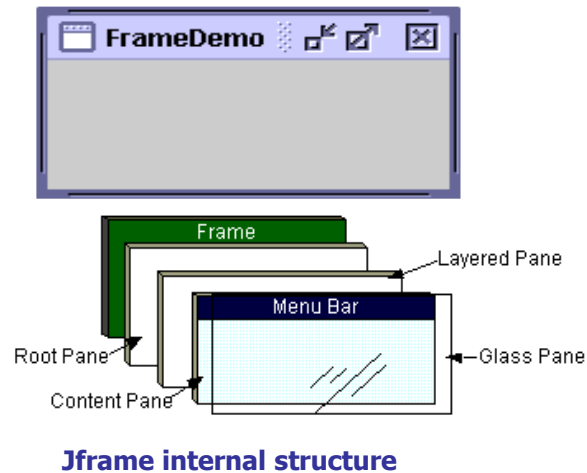 FrameDemo
Frame
Layered Pane
Menu Bar
Root Pane
Glass Pane
Content Pane
Jframe internal structure